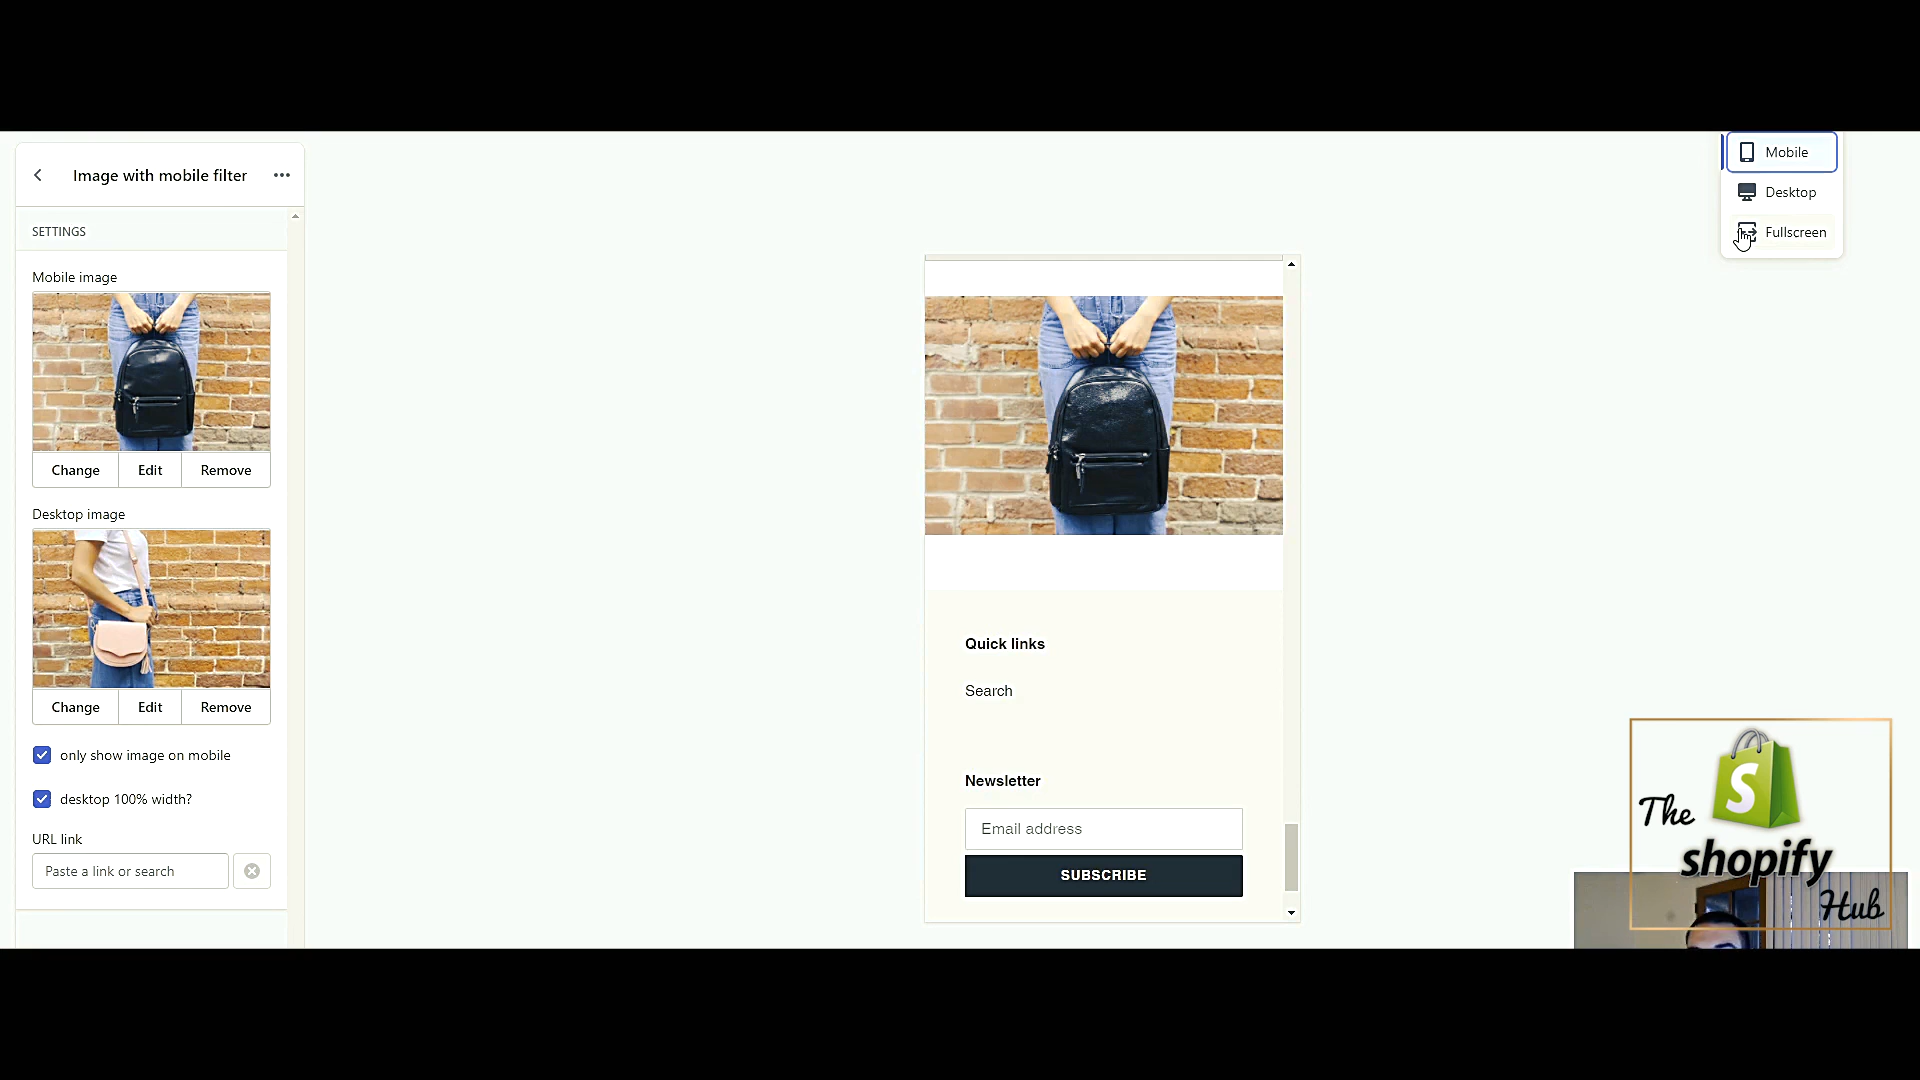 Image with mobile filter
SETTINGS
Mobile image
Change Edit Remove
Desktop image
Change Edit Remove
only show image on mobile
desktop 100% width?
URL link
Paste a link or search
Quick links
Search
Newsletter
Email address
SUBSCRIBE
Mobile
Desktop
Fullscreen
The
shopify
Hub